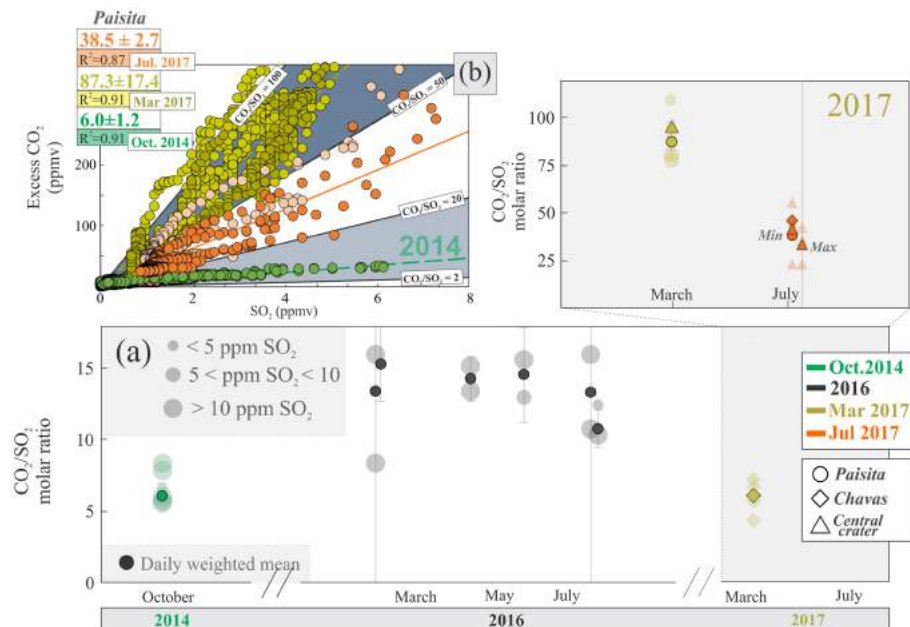 Paisita
38.5 ± 2.7
R²=0.87 Jul. 2017
87.3±17.4
R²=0.91 Mar 2017
6.0±1.2
R²=0.91 Oct. 2014
(b)
CO₂/SO₂ = 100
CO₂/SO₂ = 50
CO₂/SO₂ = 20
2014
CO₂/SO₂ = 2
Excess CO₂
(ppmv)
200
100
0 2 4 6 8
SO₂ (ppmv)
2017
CO₂/SO₂
molar ratio
100
75
50
25
Min
Max
March July
(a)
< 5 ppm SO₂
5 < ppm SO₂ < 10
> 10 ppm SO₂
CO₂/SO₂
molar ratio
15
10
5
0
Daily weighted mean
Oct.2014
2016
Mar 2017
Jul 2017
Paisita
Chavas
Central
crater
October // March May July // March July
2014 2016 2017